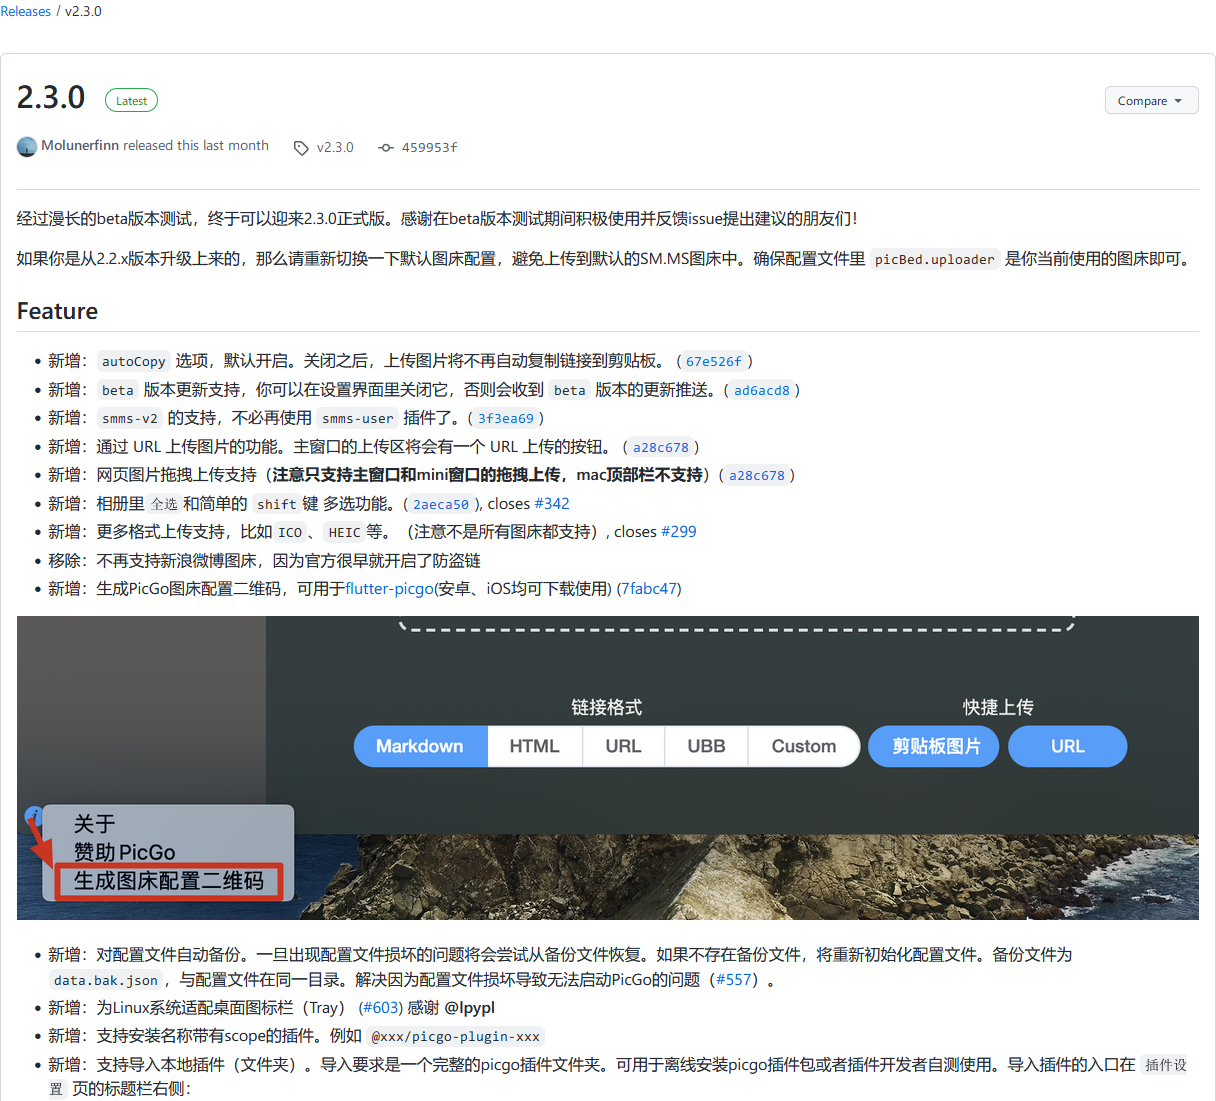 Releases / v2.3.0
2.3.0 Latest
Compare
Molunerfinn released this last month v2.3.0 459953f
经过漫长的beta版本测试，终于可以迎来2.3.0正式版。感谢在beta版本测试期间积极使用并反馈issue提出建议的朋友们！
如果你是从2.2.x版本升级上来的，那么请重新切换一下默认图床配置，避免上传到默认的SM.MS图床中。确保配置文件里 picBed.uploader 是你当前使用的图床即可。
Feature
新增： autoCopy 选项，默认开启。关闭之后，上传图片将不再自动复制链接到剪贴板。 ( 67e526f )
新增： beta 版本更新支持，你可以在设置界面里关闭它，否则会收到 beta 版本的更新推送。( ad6acd8 )
新增： smms-v2 的支持，不必再使用 smms-user 插件了。( 3f3ea69 )
新增：通过 URL 上传图片的功能。主窗口的上传区将会有一个 URL 上传的按钮。 ( a28c678 )
新增：网页图片拖拽上传支持（注意只支持主窗口和mini窗口的拖拽上传，mac顶部栏不支持）( a28c678 )
新增：相册里 全选 和简单的 shift 键 多选功能。( 2aeca50 ), closes #342
新增：更多格式上传支持，比如 ICO 、 HEIC 等。（注意不是所有图床都支持）, closes #299
移除：不再支持新浪微博图床，因为官方很早就开启了防盗链
新增：生成PicGo图床配置二维码，可用于flutter-picgo(安卓、iOS均可下载使用) (7fabc47)
链接格式 快捷上传
Markdown HTML URL UBB Custom 剪贴板图片 URL
关于
赞助 PicGo
生成图床配置二维码
新增：对配置文件自动备份。一旦出现配置文件损坏的问题将会尝试从备份文件恢复。如果不存在备份文件，将重新初始化配置文件。备份文件为
data.bak.json ，与配置文件在同一目录。解决因为配置文件损坏导致无法启动PicGo的问题（#557）。
新增：为Linux系统适配桌面图标栏（Tray） (#603) 感谢 @lpypl
新增：支持安装名称带有scope的插件。例如 @xxx/picgo-plugin-xxx
新增：支持导入本地插件（文件夹）。导入要求是一个完整的picgo插件文件夹。可用于离线安装picgo插件包或者插件开发者自测使用。导入插件的入口在 插件设
置 页的标题栏右侧：